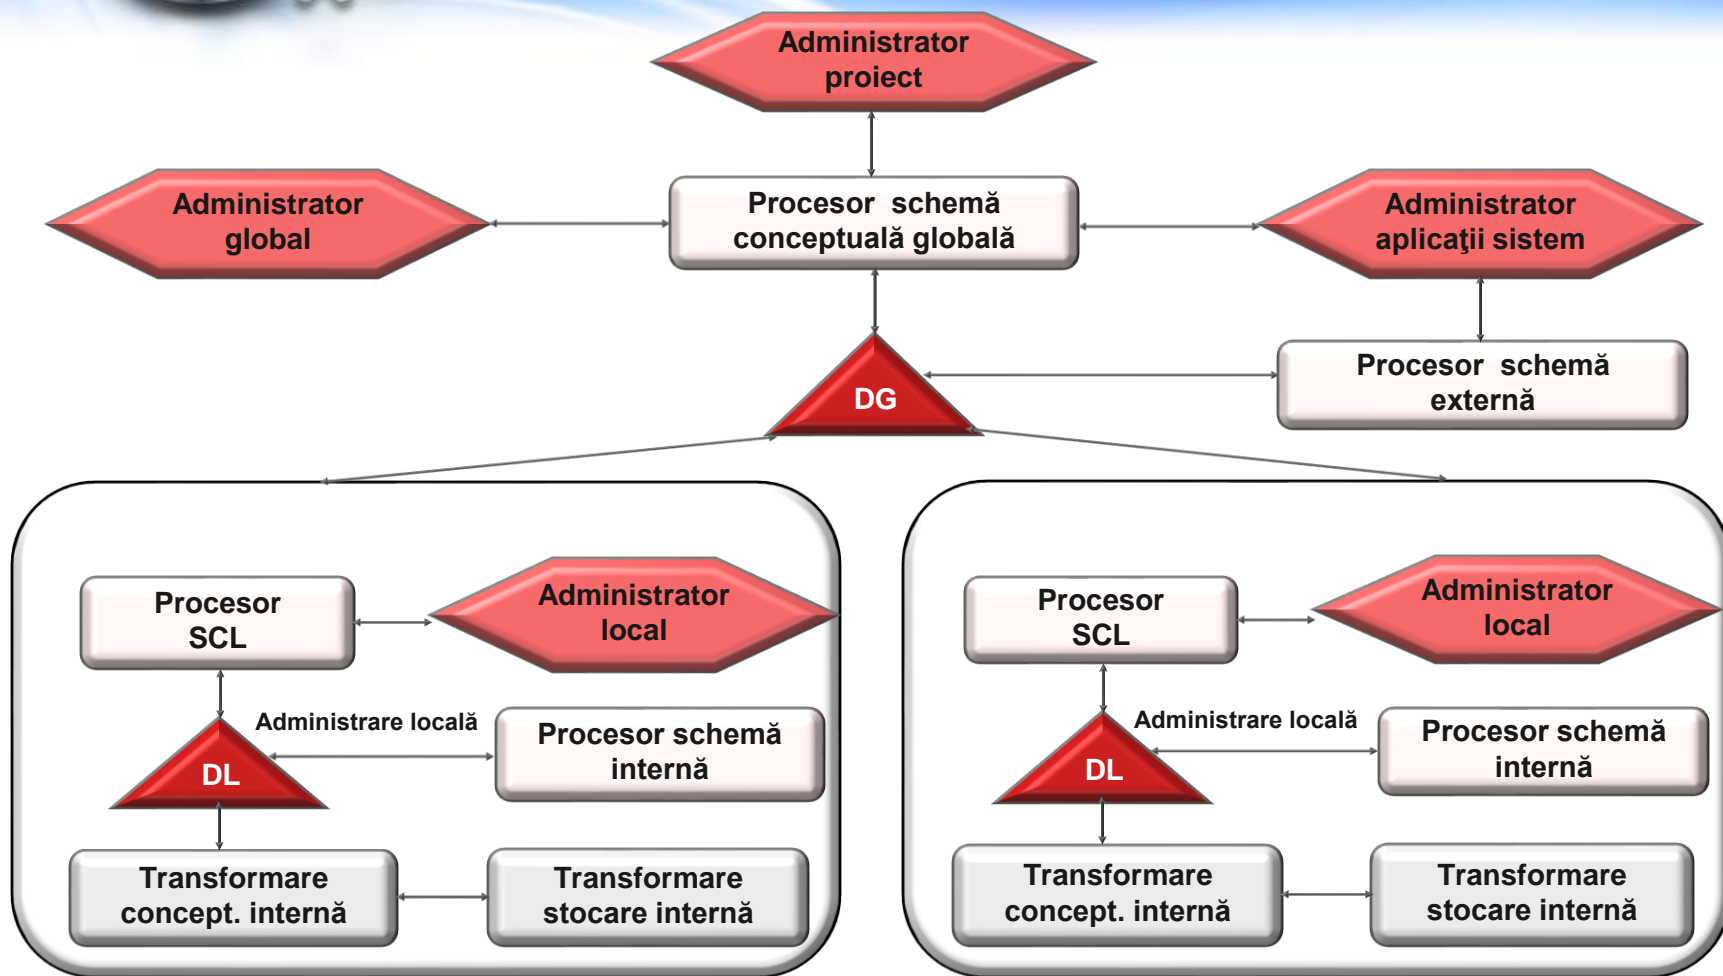 Administrator
proiect
Administrator
global
Procesor schemă
conceptuală globală
Administrator
aplicaţii sistem
DG
Procesor schemă
externă
Procesor
SCL
Administrator
local
Administrare locală
DL
Procesor schemă
internă
Transformare
concept. internă
Transformare
stocare internă
Procesor
SCL
Administrator
local
Administrare locală
DL
Procesor schemă
internă
Transformare
concept. internă
Transformare
stocare internă